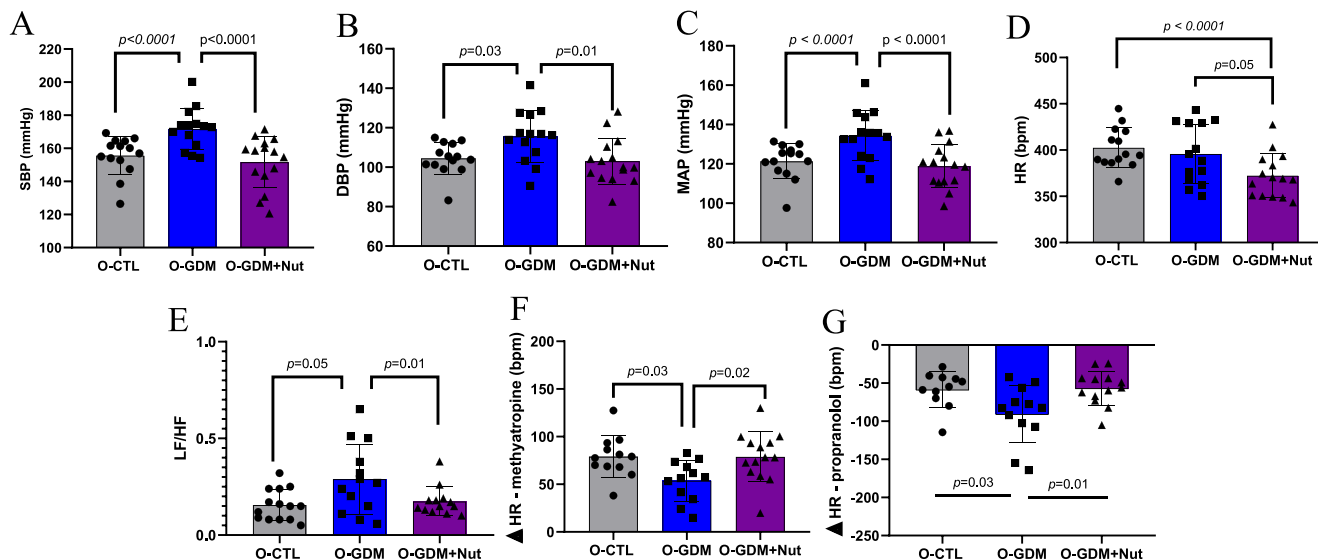 A
p<0.0001 p<0.0001
SBP (mmHg)
220
200
180
160
140
120
100
O-CTL O-GDM O-GDM+Nut
B
p=0.03 p=0.01
DBP (mmHg)
160
140
120
100
80
60
O-CTL O-GDM O-GDM+Nut
C
p < 0.0001 p < 0.0001
MAP (mmHg)
180
160
140
120
100
80
O-CTL O-GDM O-GDM+Nut
D
p < 0.0001
p=0.05
HR (bpm)
450
400
350
300
O-CTL O-GDM O-GDM+Nut
E
p=0.05 p=0.01
LF/HF
1.0
0.5
0.0
O-CTL O-GDM O-GDM+Nut
F
p=0.03 p=0.02
HR - methyatropine (bpm)
200
150
100
50
0
O-CTL O-GDM O-GDM+Nut
G
HR - propranolol (bpm)
0
-50
-100
-150
-200
-250
p=0.03 p=0.01
O-CTL O-GDM O-GDM+Nut